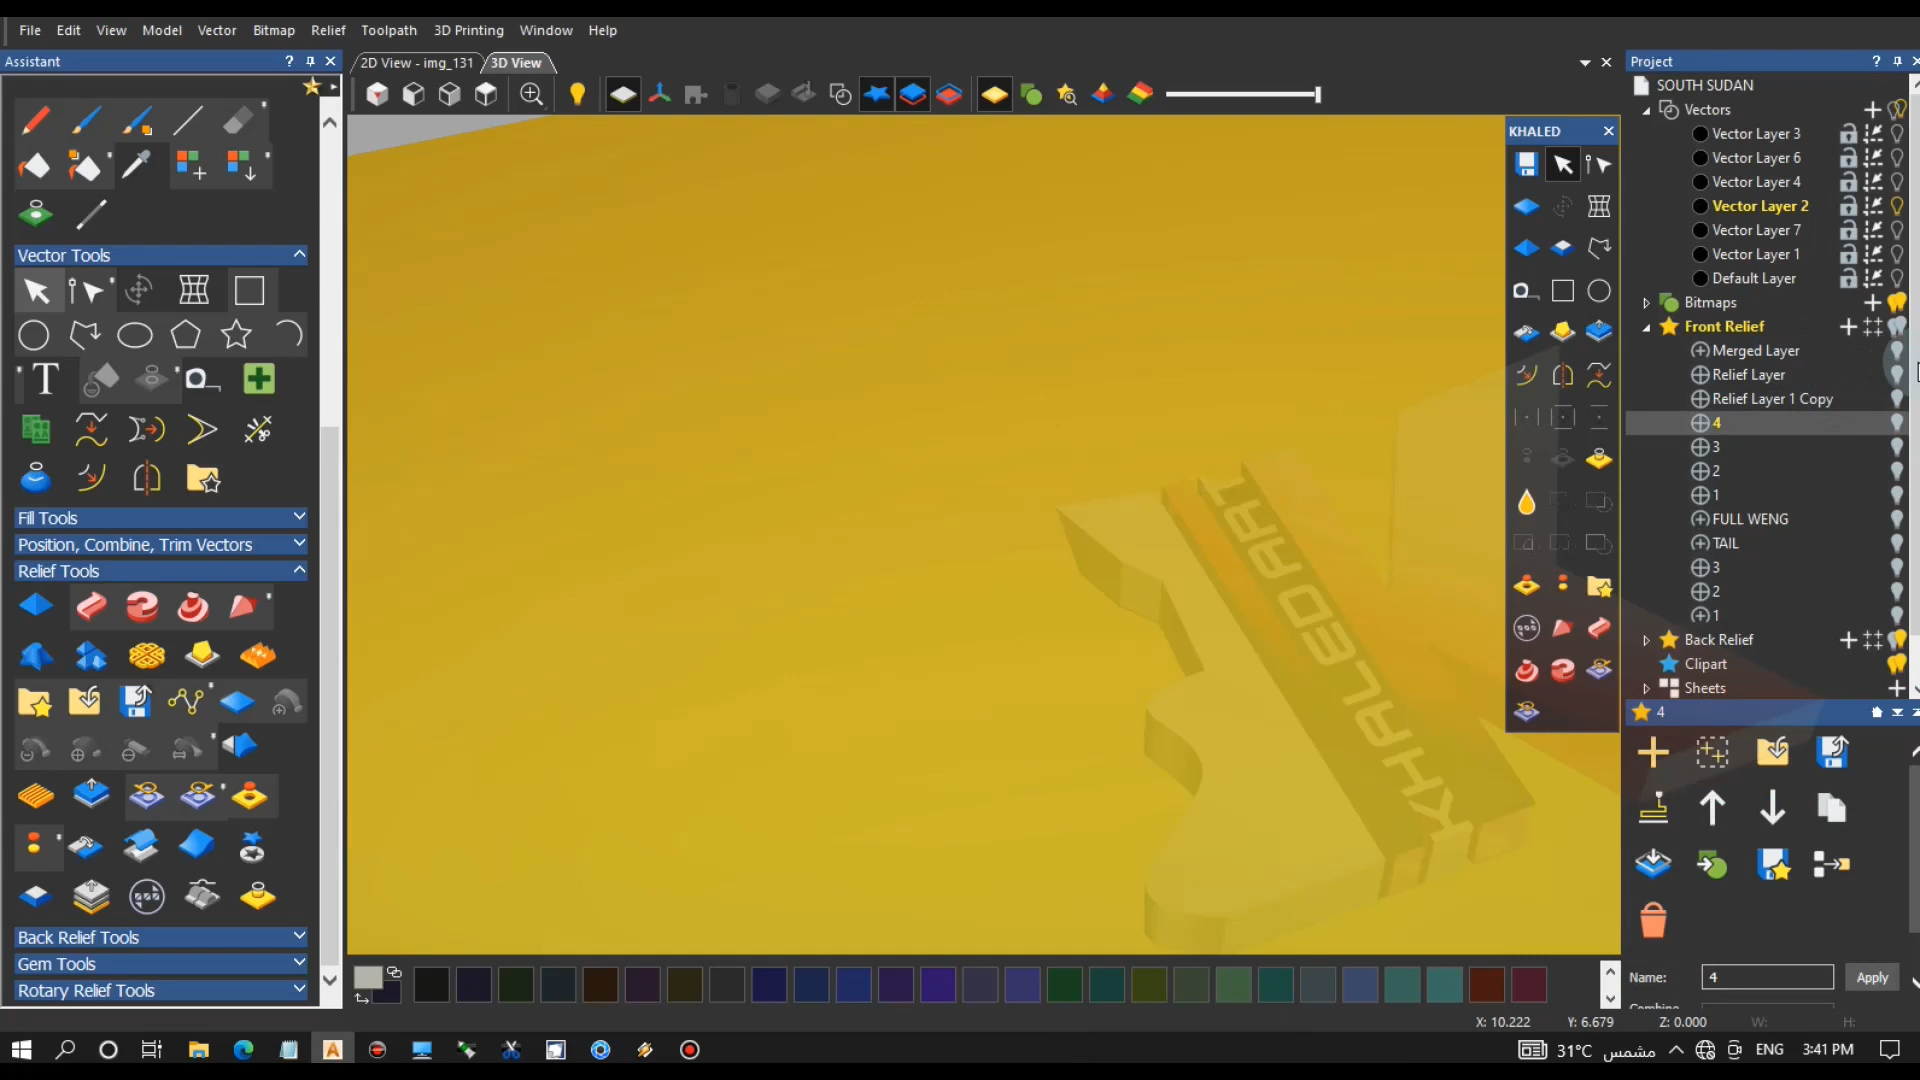 File Edit View Model Vector Bitmap Relief Toolpath 3D Printing Window Help
Assistant ?
2D View - img_131 3D View
Project ?
SOUTH SUDAN
Vectors
Vector Layer 3
Vector Layer 6
Vector Layer 4
Vector Layer 2
Vector Layer 7
Vector Layer 1
Default Layer
Bitmaps
Front Relief
Merged Layer
Relief Layer
Relief Layer 1 Copy
4
3
2
1
FULL WENG
TAIL
3
2
1
Back Relief
Clipart
Sheets
4
Name: 4 Apply
KHALED
Vector Tools
T
Fill Tools
Position, Combine, Trim Vectors
Relief Tools
Back Relief Tools
Gem Tools
Rotary Relief Tools
KHALEDART
X: 10.222 Y: 6.679 Z: 0.000 W: H:
31°C مشمس ENG 3:41 PM